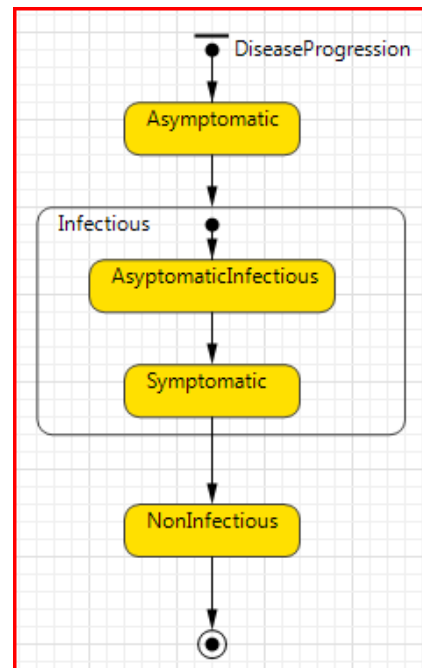 DiseaseProgression
Asymptomatic
Infectious
AsyptomaticInfectious
Symptomatic
NonInfectious